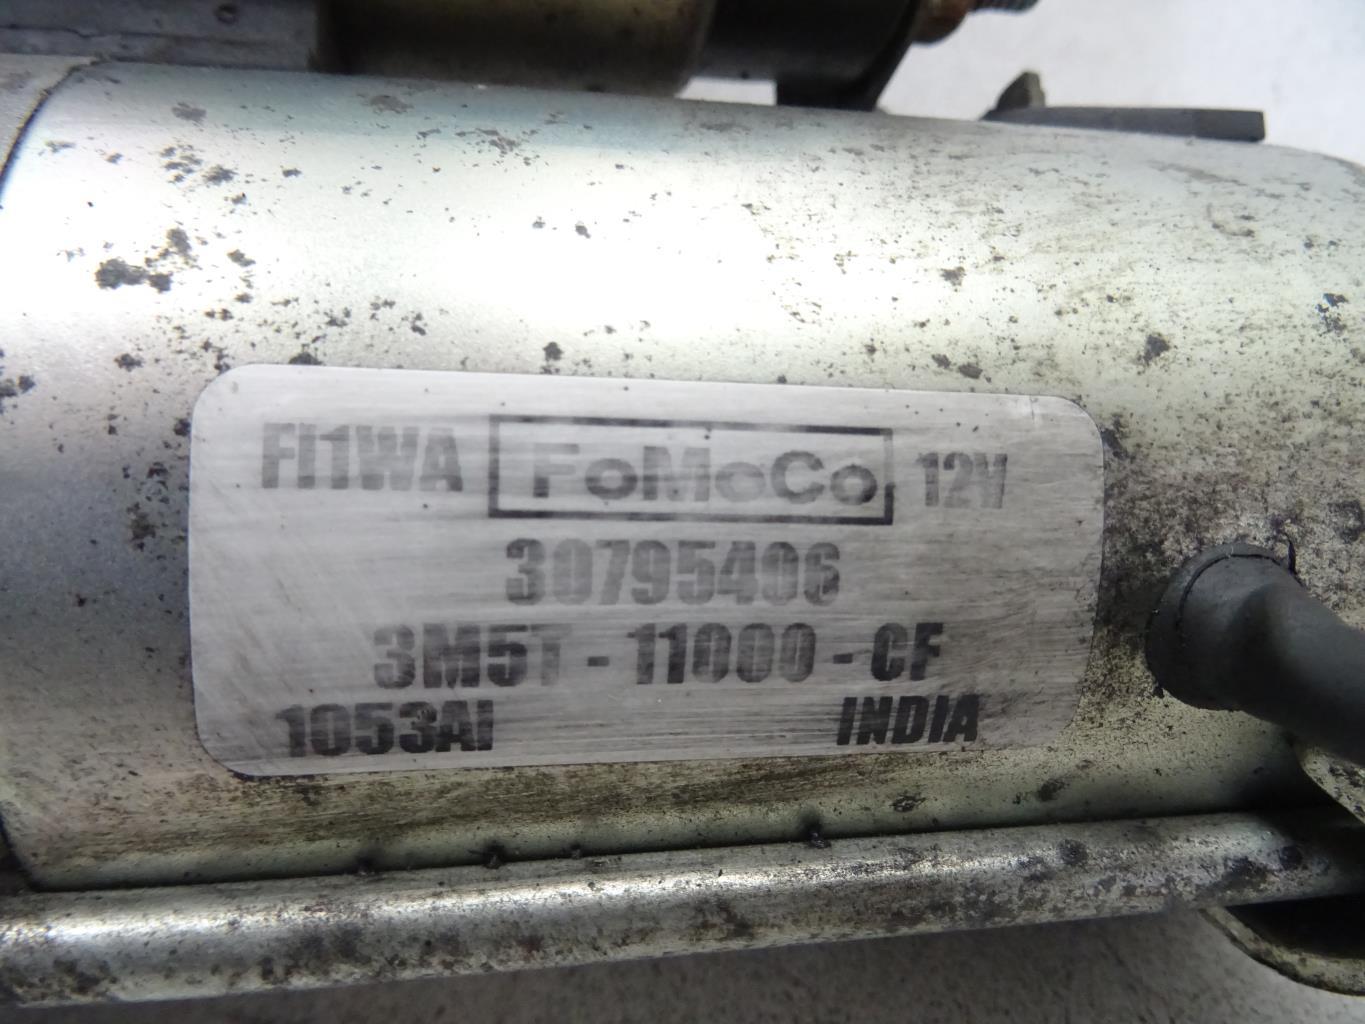 FI1WA FoMoCo 12V
30795406
3M5T-11000-CF
1053AI INDIA